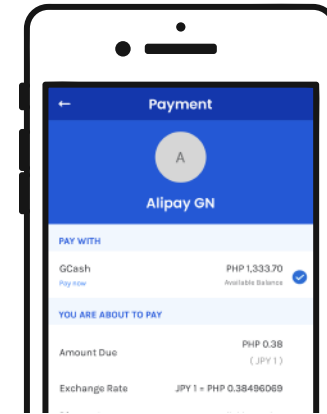 ← Payment
A
Alipay GN
PAY WITH
GCash PHP 1,333.70
Pay now Available Balance
YOU ARE ABOUT TO PAY
Amount Due PHP 0.38
( JPY 1 )
Exchange Rate JPY 1 = PHP 0.38496069